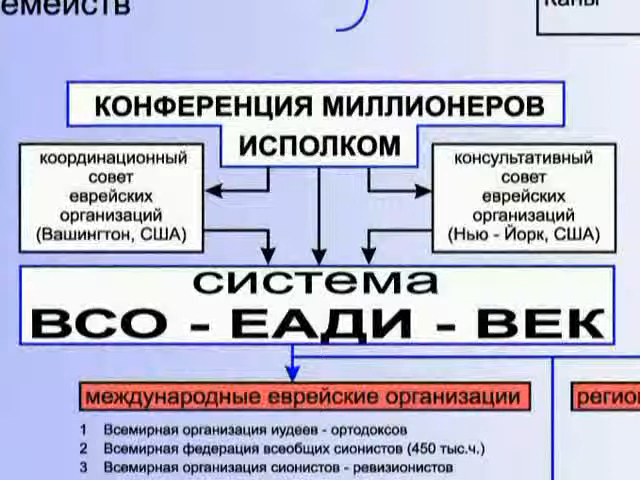 емейств
Каны
КОНФЕРЕНЦИЯ МИЛЛИОНЕРОВ
ИСПОЛКОМ
координационный
совет
еврейских
организаций
(Вашингтон, США)
консультативный
совет
еврейских
организаций
(Нью - Йорк, США)
система
ВСО - ЕАДИ - ВЕК
международные еврейские организации
регио
1 Всемирная организация иудеев - ортодоксов
2 Всемирная федерация всеобщих сионистов (450 тыс.ч.)
3 Всемирная организация сионистов - ревизионистов